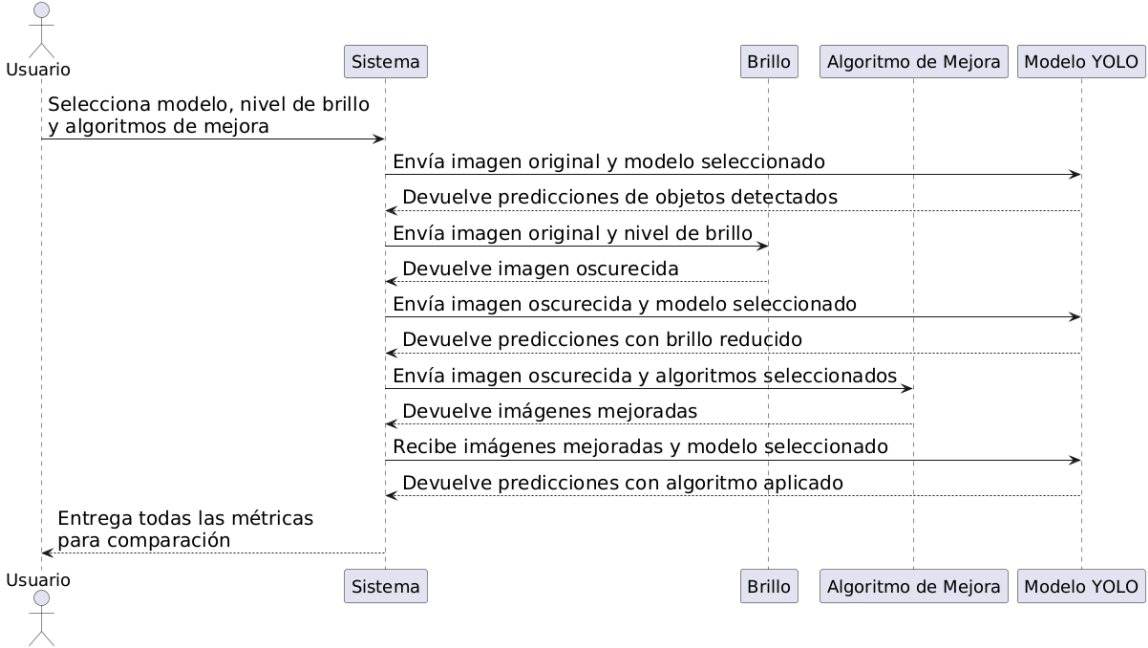 Usuario
Sistema
Brillo
Algoritmo de Mejora
Modelo YOLO
Selecciona modelo, nivel de brillo
y algoritmos de mejora
Envía imagen original y modelo seleccionado
Devuelve predicciones de objetos detectados
Envía imagen original y nivel de brillo
Devuelve imagen oscurecida
Envía imagen oscurecida y modelo seleccionado
Devuelve predicciones con brillo reducido
Envía imagen oscurecida y algoritmos seleccionados
Devuelve imágenes mejoradas
Recibe imágenes mejoradas y modelo seleccionado
Devuelve predicciones con algoritmo aplicado
Entrega todas las métricas
para comparación
Usuario
Sistema
Brillo
Algoritmo de Mejora
Modelo YOLO